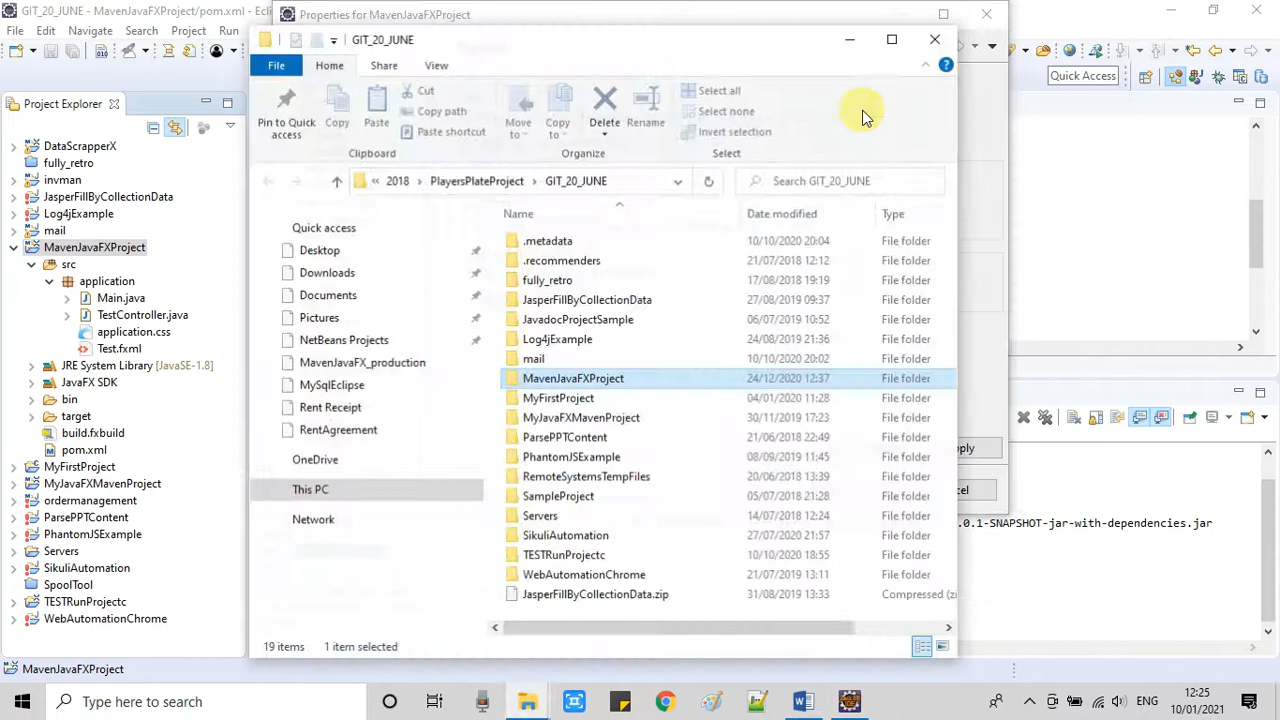 GIT_20_JUNE - MavenJavaFXProject/pom.xml - E
Properties for MavenJavaFXProject
File Edit Navigate Search Project Run
Quick Access
Project Explorer
DataScrapperX
fully_retro
invman
JasperFillByCollectionData
Log4jExample
mail
MavenJavaFXProject
src
application
Main.java
TestController.java
application.css
Test.fxml
JRE System Library [JavaSE-1.8]
JavaFX SDK
bin
target
build.fxbuild
pom.xml
MyFirstProject
MyJavaFXMavenProject
ordermanagement
ParsePPTContent
PhantomJSExample
Servers
SikuliAutomation
SpoolTool
TESTRunProjectc
WebAutomationChrome
MavenJavaFXProject
GIT_20_JUNE
File Home Share View
Pin to Quick access
Copy
Paste
Cut
Copy path
Paste shortcut
Clipboard
Move to
Copy to
Delete
Rename
Organize
Select all
Select none
Invert selection
Select
« 2018 › PlayersPlateProject › GIT_20_JUNE
Search GIT_20_JUNE
Quick access
Desktop
Downloads
Documents
Pictures
NetBeans Projects
MavenJavaFX_production
MySqlEclipse
Rent Receipt
RentAgreement
OneDrive
This PC
Network
Name Date modified Type
.metadata 10/10/2020 20:04 File folder
.recommenders 21/07/2018 12:12 File folder
fully_retro 17/08/2018 19:19 File folder
JasperFillByCollectionData 27/08/2019 09:37 File folder
JavadocProjectSample 06/07/2019 10:52 File folder
Log4jExample 24/08/2019 21:36 File folder
mail 10/10/2020 20:02 File folder
MavenJavaFXProject 24/12/2020 12:37 File folder
MyFirstProject 04/01/2020 11:28 File folder
MyJavaFXMavenProject 30/11/2019 17:23 File folder
ParsePPTContent 21/06/2018 22:49 File folder
PhantomJSExample 08/09/2019 11:45 File folder
RemoteSystemsTempFiles 20/06/2018 13:39 File folder
SampleProject 05/07/2018 21:28 File folder
Servers 14/07/2018 12:24 File folder
SikuliAutomation 27/07/2020 21:57 File folder
TESTRunProjectc 10/10/2020 18:55 File folder
WebAutomationChrome 21/07/2019 13:11 File folder
JasperFillByCollectionData.zip 31/08/2019 13:33 Compressed (zi
19 items 1 item selected
pply
cel
.0.1-SNAPSHOT-jar-with-dependencies.jar
Type here to search
ENG
12:25
10/01/2021